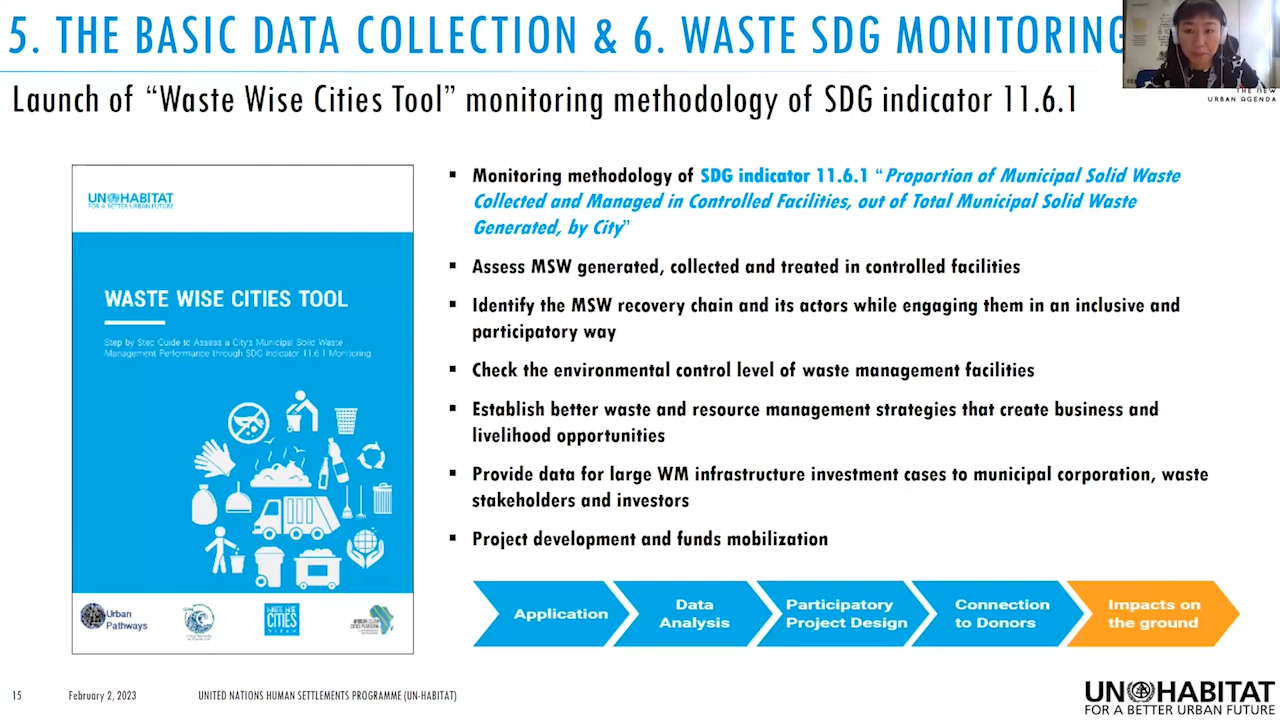 5. THE BASIC DATA COLLECTION & 6. WASTE SDG MONITORING
THE NEW
URBAN AGENDA
Launch of “Waste Wise Cities Tool” monitoring methodology of SDG indicator 11.6.1
UN HABITAT
FOR A BETTER URBAN FUTURE
WASTE WISE CITIES TOOL
Step by Step Guide to Assess a City's Municipal Solid Waste
Management Performance through SDG indicator 11.6.1 Monitoring
Urban
Pathways
WASTE WISE
CITIES
▪ Monitoring methodology of SDG indicator 11.6.1 “Proportion of Municipal Solid Waste
Collected and Managed in Controlled Facilities, out of Total Municipal Solid Waste
Generated, by City”
▪ Assess MSW generated, collected and treated in controlled facilities
▪ Identify the MSW recovery chain and its actors while engaging them in an inclusive and
participatory way
▪ Check the environmental control level of waste management facilities
▪ Establish better waste and resource management strategies that create business and
livelihood opportunities
▪ Provide data for large WM infrastructure investment cases to municipal corporation, waste
stakeholders and investors
▪ Project development and funds mobilization
Application
Data
Analysis
Participatory
Project Design
Connection
to Donors
Impacts on
the ground
15
February 2, 2023
UNITED NATIONS HUMAN SETTLEMENTS PROGRAMME (UN-HABITAT)
UN HABITAT
FOR A BETTER URBAN FUTURE